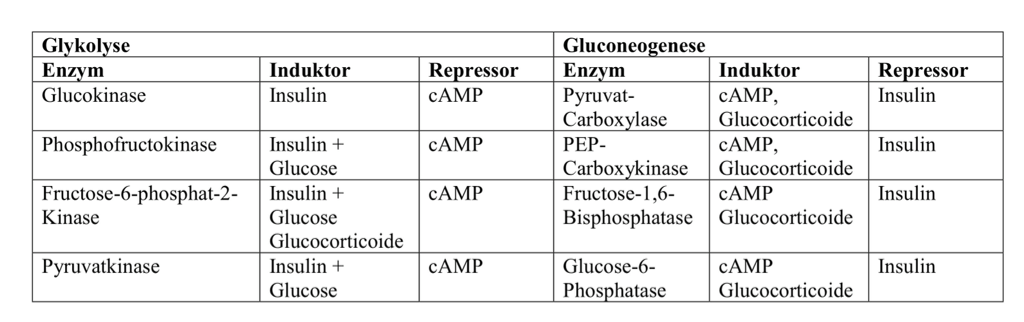 Glykolyse Gluconeogenese
Enzym Induktor Repressor Enzym Induktor Repressor
Glucokinase Insulin cAMP Pyruvat- cAMP, Insulin
Carboxylase Glucocorticoide
Phosphofructokinase Insulin + cAMP PEP- cAMP, Insulin
Glucose Carboxykinase Glucocorticoide
Fructose-6-phosphat-2- Insulin + cAMP Fructose-1,6- cAMP Insulin
Kinase Glucose Bisphosphatase Glucocorticoide
Glucocorticoide
Pyruvatkinase Insulin + cAMP Glucose-6- cAMP Insulin
Glucose Phosphatase Glucocorticoide